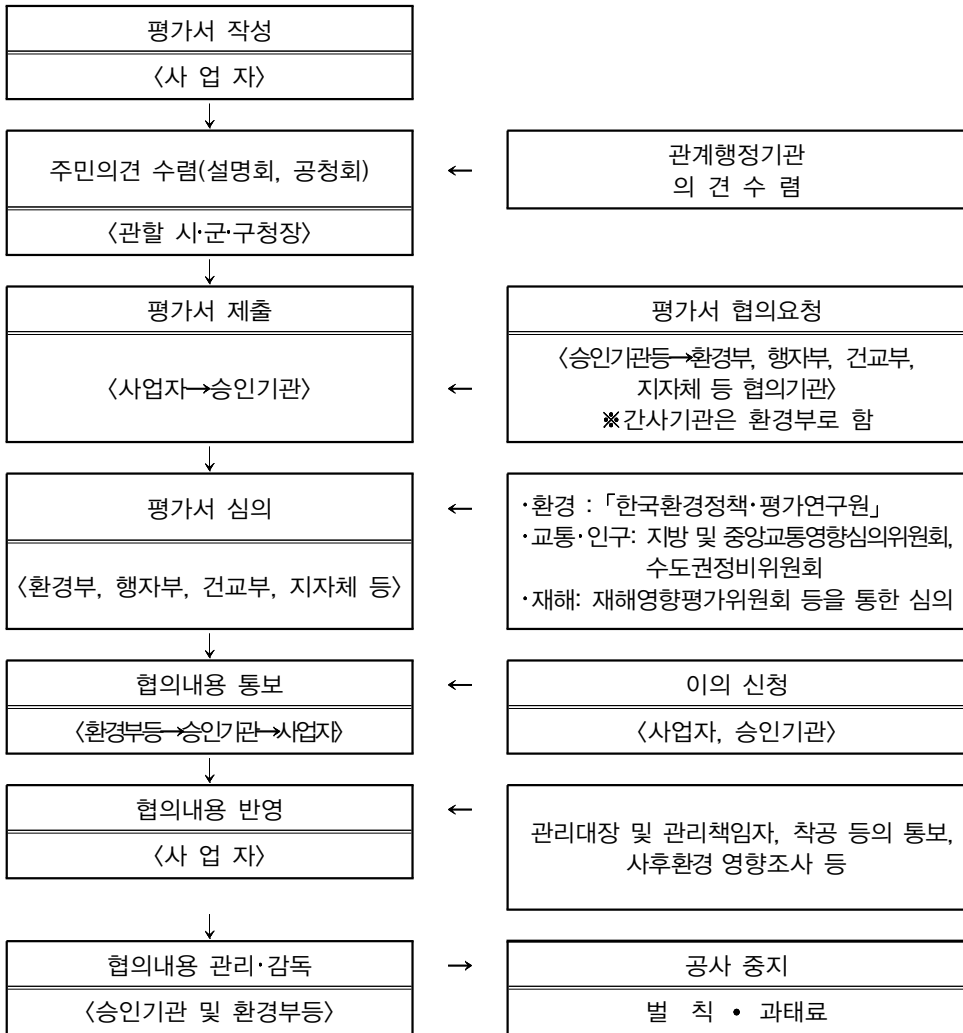 평가서 작성
〈사 업 자〉
↓
주민의견 수렴(설명회, 공청회)
←
관계행정기관
의 견 수 렴
〈관할 시·군·구청장〉
↓
평가서 제출
평가서 협의요청
〈사업자→승인기관〉
←
〈승인기관등→환경부, 행자부, 건교부,
지자체 등 협의기관〉
※간사기관은 환경부로 함
↓
평가서 심의
←
〈환경부, 행자부, 건교부, 지자체 등〉
·환경 : 「한국환경정책·평가연구원」
·교통·인구: 지방 및 중앙교통영향심의위원회,
수도권정비위원회
·재해: 재해영향평가위원회 등을 통한 심의
↓
협의내용 통보
←
이의 신청
〈환경부등→승인기관→사업자〉
〈사업자, 승인기관〉
↓
협의내용 반영
←
〈사 업 자〉
관리대장 및 관리책임자, 착공 등의 통보,
사후환경 영향조사 등
↓
협의내용 관리·감독
→
공사 중지
〈승인기관 및 환경부등〉
벌 칙 • 과태료